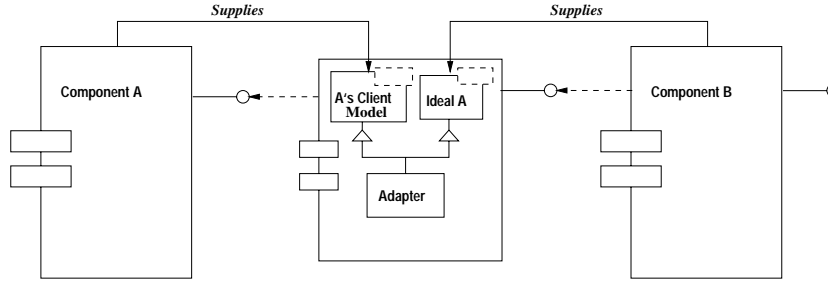 Supplies
Supplies
Component A
A's Client
Model
Ideal A
Component B
Adapter